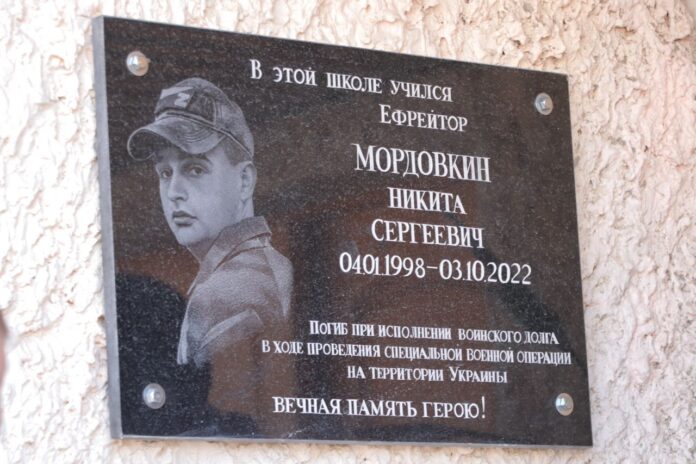 В этой школе учился
Ефрейтор
Мордовкин
Никита
Сергеевич
04.01.1998–03.10.2022
Погиб при исполнении воинского долга
в ходе проведения специальной военной операции
на территории Украины
вечная память герою!